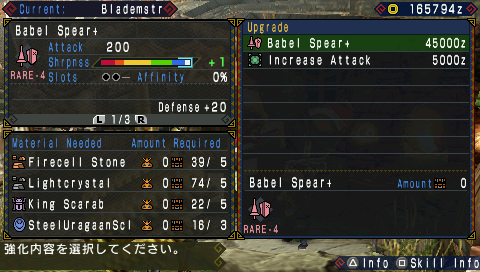 Current: Blademstr
165794z
Babel Spear+
Attack 200
Shrpnss +1
RARE-4 Slots Affinity 0%
Defense+20
L 1/3 R
Material Needed Amount Required
Firecell Stone 0 39/ 5
Lightcrystal 0 74/ 5
King Scarab 0 22/ 5
SteelUragaanScl 0 16/ 3
Upgrade
Babel Spear+ 45000z
Increase Attack 5000z
Babel Spear+ Amount 0
RARE-4
強化内容を選択してください。
△ Info □ Skill Info